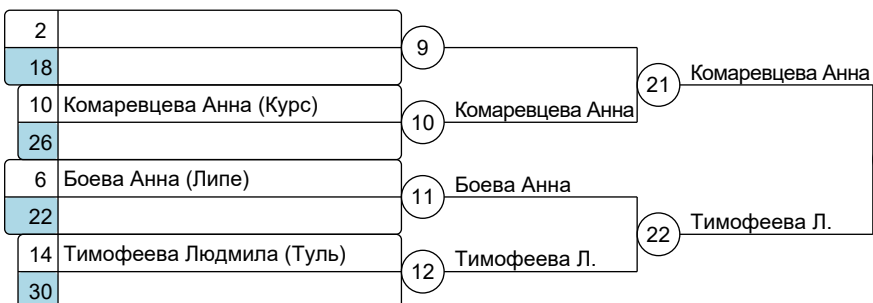 2
18
9
10 Комаревцева Анна (Курс)
26
10
Комаревцева Анна
21
Комаревцева Анна
6 Боева Анна (Липе)
22
11
Боева Анна
14 Тимофеева Людмила (Туль)
30
12
Тимофеева Л.
22
Тимофеева Л.